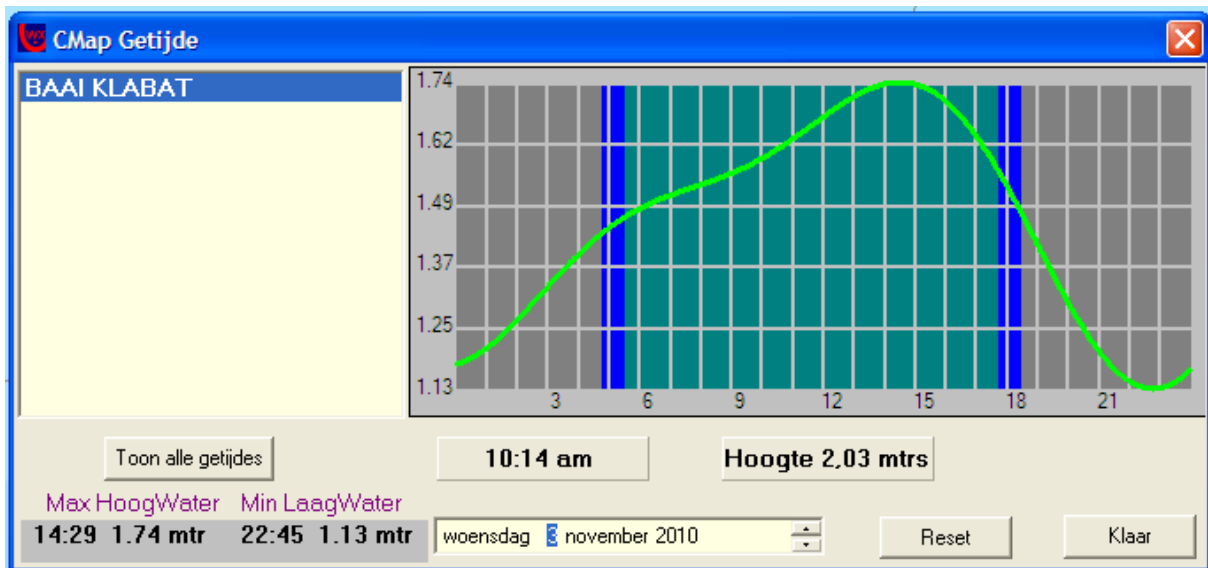 CMap Getijde
BAAI KLABAT
1.74
1.62
1.49
1.37
1.25
1.13
3 6 9 12 15 18 21
Toon alle getijdes
10:14 am
Hoogte 2,03 mtrs
Max HoogWater Min LaagWater
14:29 1.74 mtr 22:45 1.13 mtr
woensdag 3 november 2010
Reset
Klaar